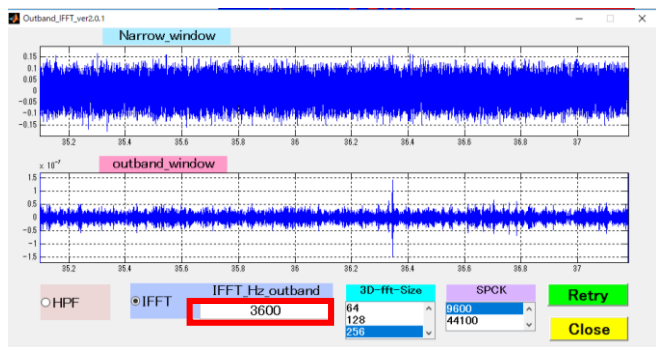 Outband_IFFT_ver2.0.1
Narrow_window
0.15
0.1
0.05
0
-0.05
-0.1
-0.15
35.2 35.4 35.6 35.8 36 36.2 36.4 36.6 36.8 37
× 10⁻⁷ outband_window
1.5
1
0.5
0
-0.5
-1
-1.5
35.2 35.4 35.6 35.8 36 36.2 36.4 36.6 36.8 37
IFFT_Hz_outband 3D-fft-Size SPCK Retry
HPF IFFT 3600 64 9600
128 44100
256 Close